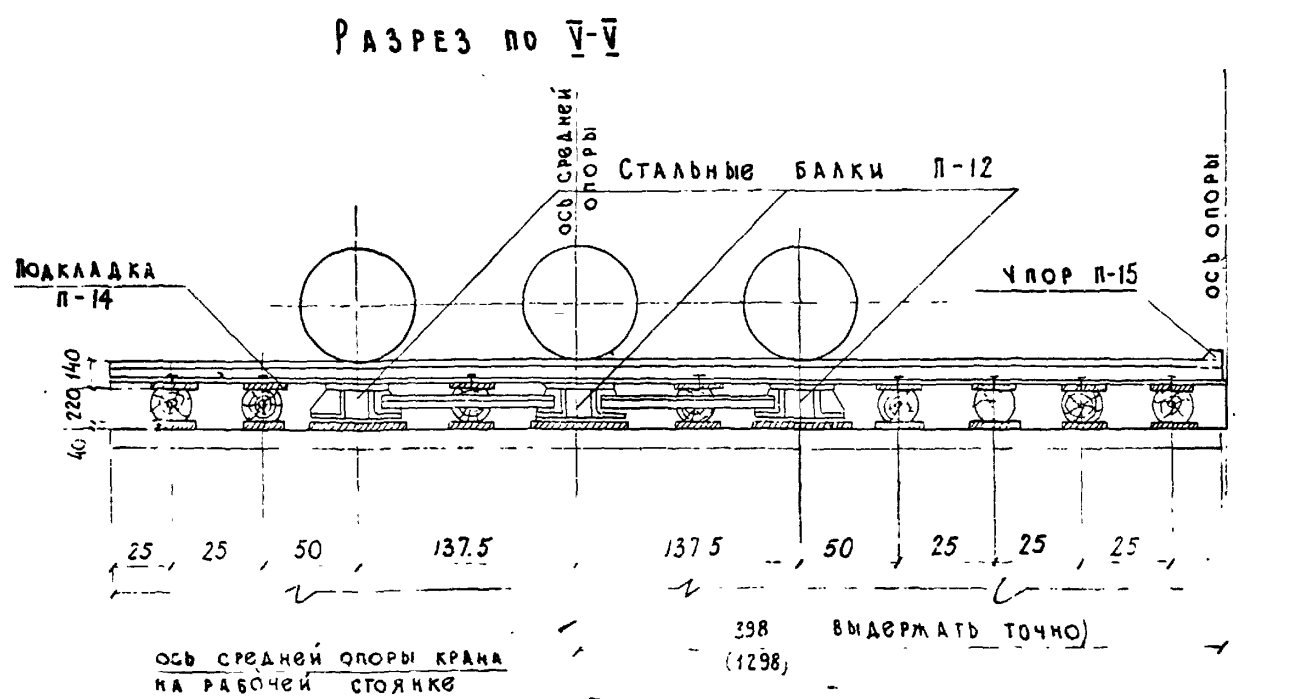 РАЗРЕЗ ПО V-V
ОСЬ СРЕДНЕЙ
ОПОРЫ
СТАЛЬНЫЕ БАЛКИ П-12
ОСЬ ОПОРЫ
ПОДКЛАДКА
П-14
УПОР П-15
140
220
40
25 25 50 137.5 137 5 50 25 25 25
398 ВЫДЕРЖАТЬ ТОЧНО)
(1298)
ОСЬ СРЕДНЕЙ ОПОРЫ КРАНА
НА РАБОЧЕЙ СТОЯНКЕ